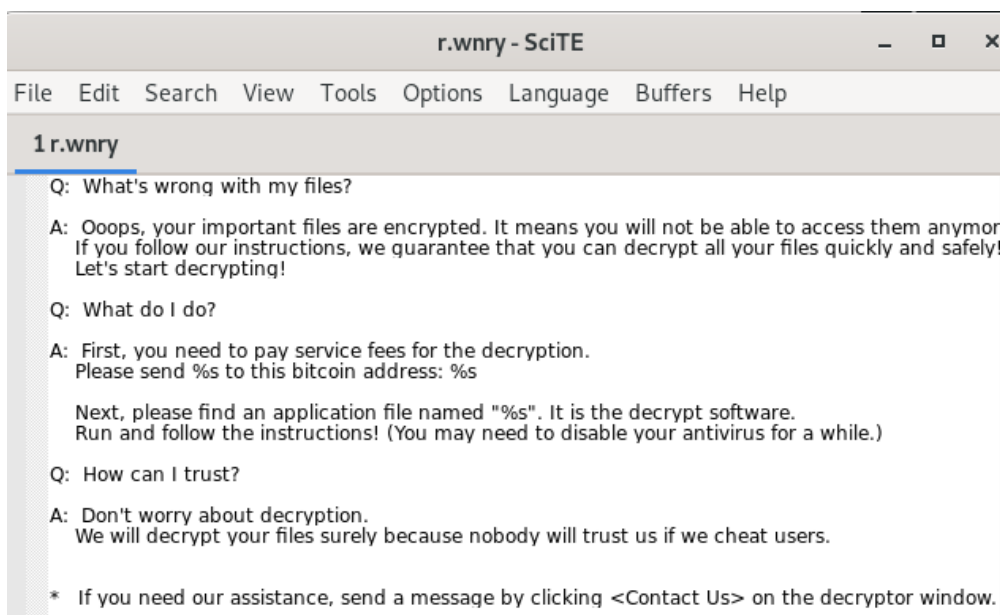 r.wnry - SciTE
File Edit Search View Tools Options Language Buffers Help
1 r.wnry
Q: What's wrong with my files?
A: Ooops, your important files are encrypted. It means you will not be able to access them anymor
If you follow our instructions, we guarantee that you can decrypt all your files quickly and safely!
Let's start decrypting!
Q: What do I do?
A: First, you need to pay service fees for the decryption.
Please send %s to this bitcoin address: %s
Next, please find an application file named "%s". It is the decrypt software.
Run and follow the instructions! (You may need to disable your antivirus for a while.)
Q: How can I trust?
A: Don't worry about decryption.
We will decrypt your files surely because nobody will trust us if we cheat users.
* If you need our assistance, send a message by clicking <Contact Us> on the decryptor window.